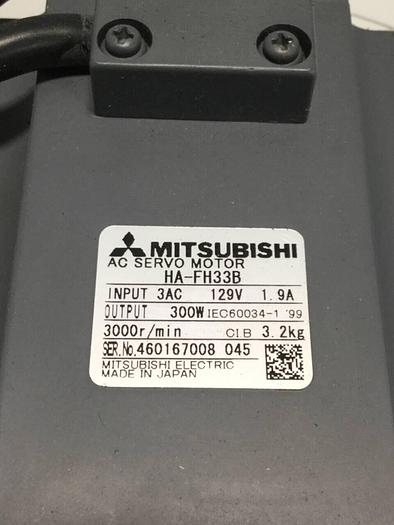 MITSUBISHI
AC SERVO MOTOR
HA-FH33B
INPUT 3AC 129V 1.9A
OUTPUT 300W IEC60034-1 '99
3000r/min CI B 3.2kg
SER.No.460167008 045
MITSUBISHI ELECTRIC
MADE IN JAPAN